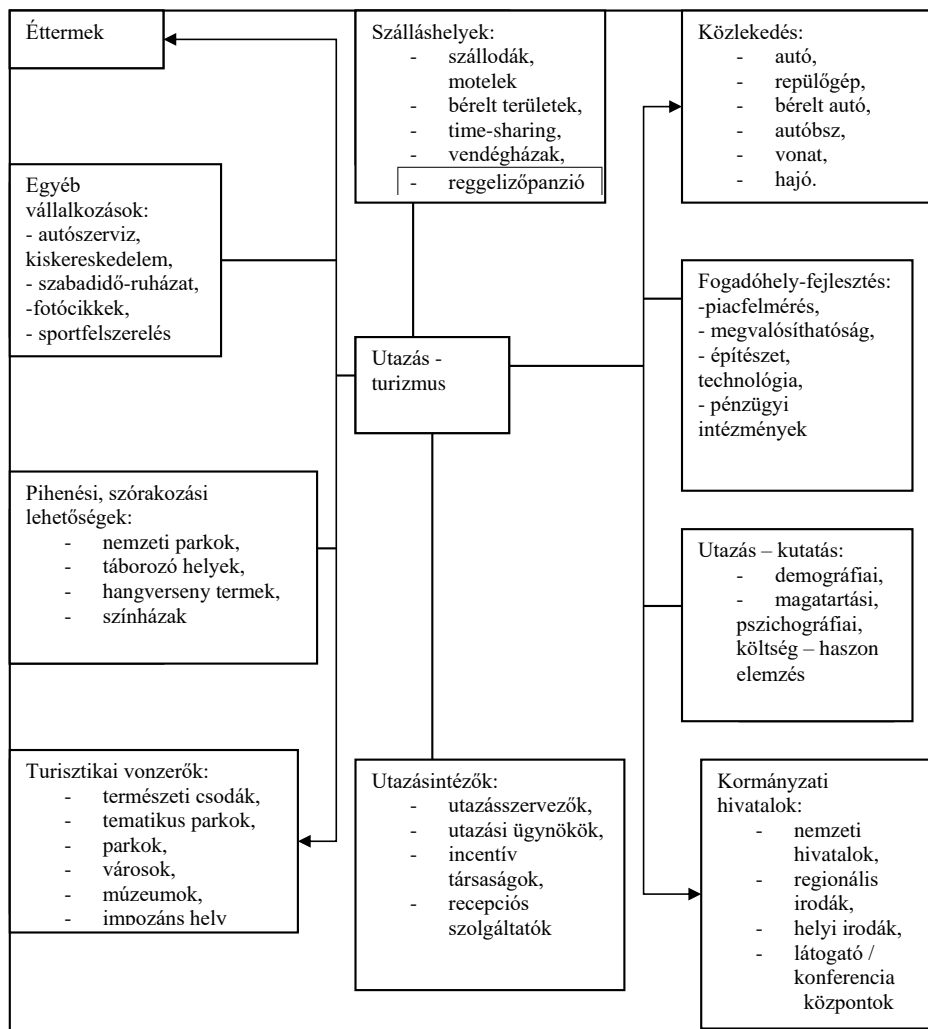 Éttermek
Szálláshelyek:
- szállodák,
motelek
- bérelt területek,
- time-sharing,
- vendégházak,
- reggelizőpanzió
Közlekedés:
- autó,
- repülőgép,
- bérelt autó,
- autóbsz,
- vonat,
- hajó.
Egyéb
vállalkozások:
- autószerviz,
kiskereskedelem,
- szabadidő-ruházat,
-fotócikkek,
- sportfelszerelés
Utazás -
turizmus
Fogadóhely-fejlesztés:
-piacfelmérés,
- megvalósíthatóság,
- építészet,
technológia,
- pénzügyi
intézmények
Pihenési, szórakozási
lehetőségek:
- nemzeti parkok,
- táborozó helyek,
- hangverseny termek,
- színházak
Utazás – kutatás:
- demográfiai,
- magatartási,
pszichográfiai,
költség – haszon
elemzés
Turisztikai vonzerők:
- természeti csodák,
- tematikus parkok,
- parkok,
- városok,
- múzeumok,
- impozáns hely
Utazásintézők:
- utazásszervezők,
- utazási ügynökök,
- incentív
társaságok,
- recepciós
szolgáltatók
Kormányzati
hivatalok:
- nemzeti
hivatalok,
- regionális
irodák,
- helyi irodák,
- látogató /
konferencia
központok